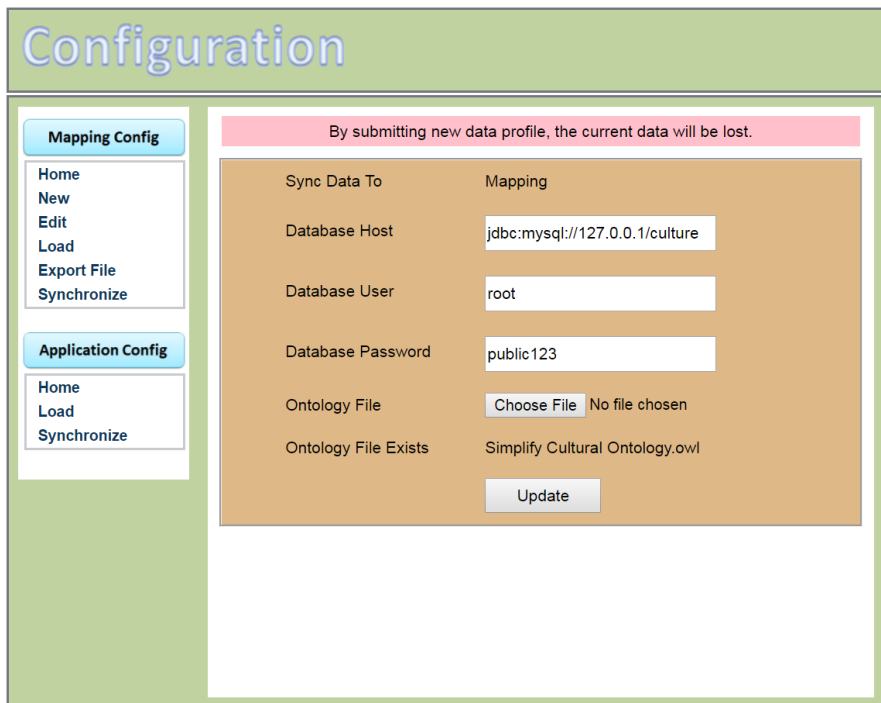 Configuration
Mapping Config
Home
New
Edit
Load
Export File
Synchronize
Application Config
Home
Load
Synchronize
By submitting new data profile, the current data will be lost.
Sync Data To Mapping
Database Host jdbc:mysql://127.0.0.1/culture
Database User root
Database Password public123
Ontology File Choose File No file chosen
Ontology File Exists Simplify Cultural Ontology.owl
Update